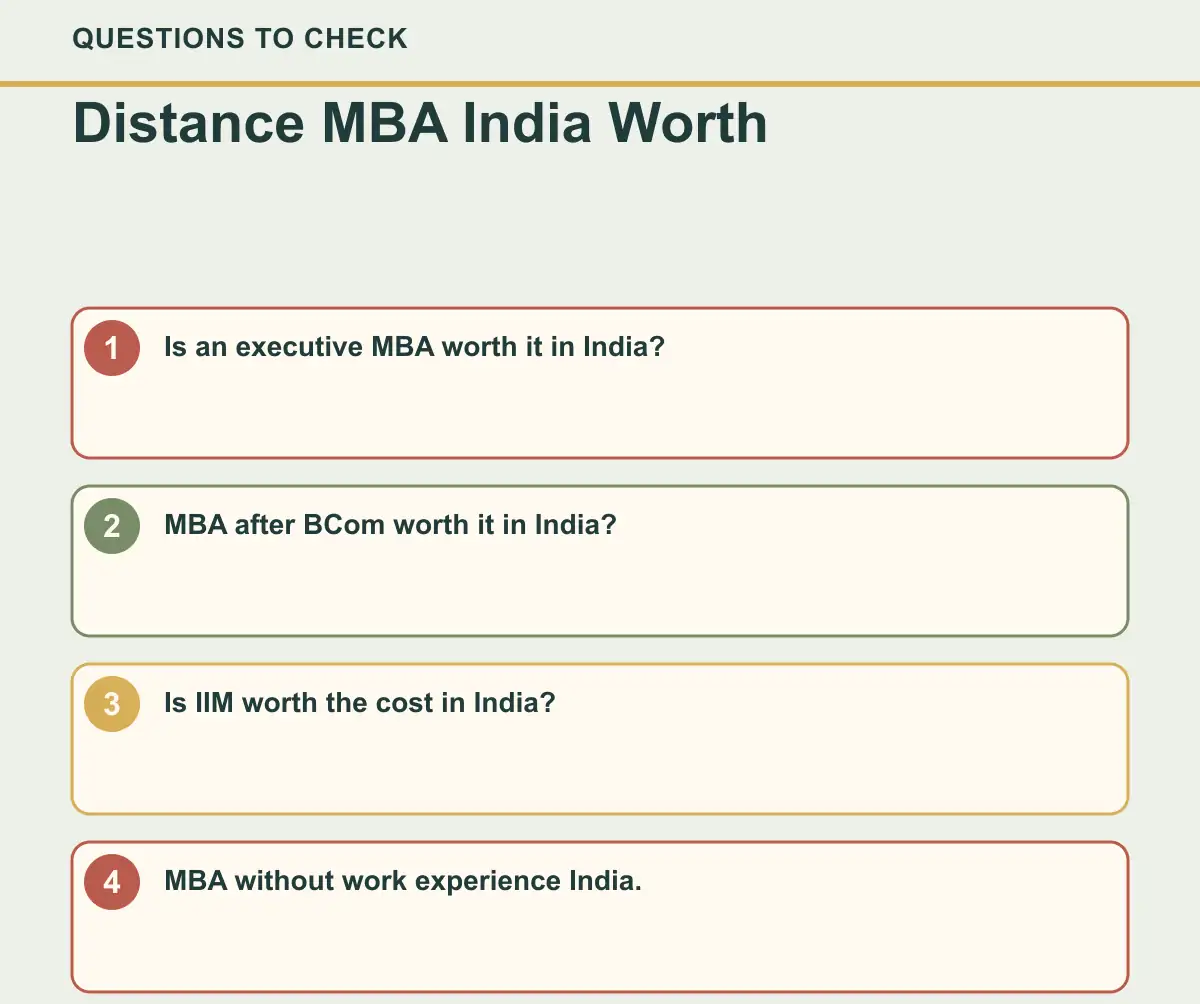 QUESTIONS TO CHECK
Distance MBA India Worth
1 Is an executive MBA worth it in India?
2 MBA after BCom worth it in India?
3 Is IIM worth the cost in India?
4 MBA without work experience India.